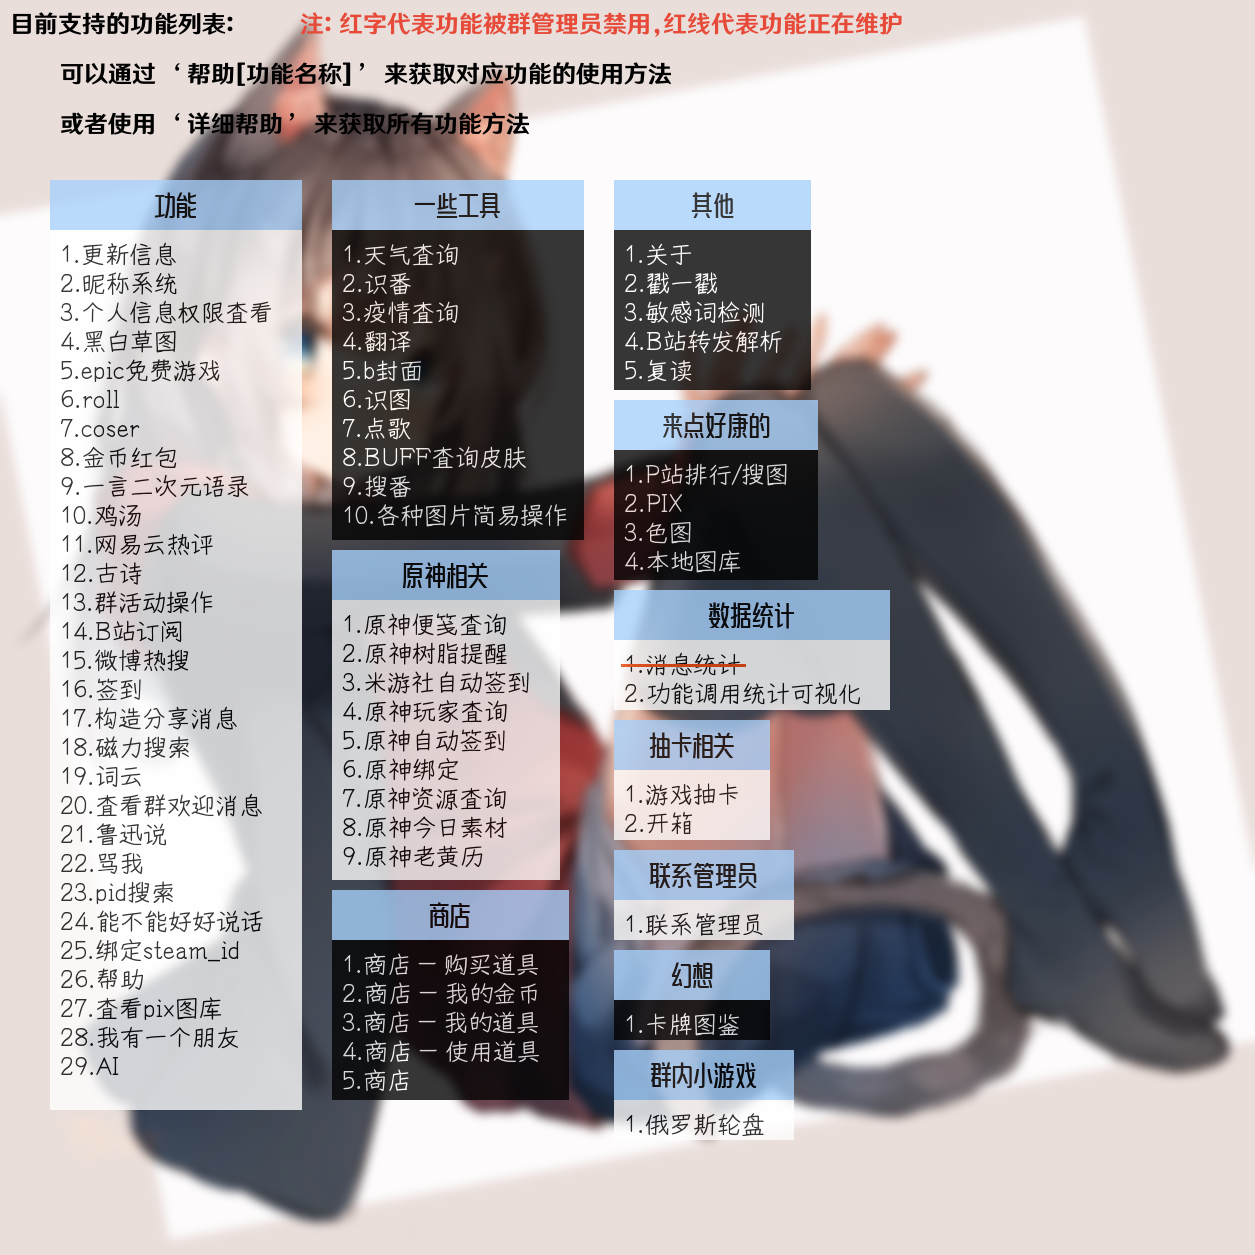 目前支持的功能列表:
注: 红字代表功能被群管理员禁用,红线代表功能正在维护
可以通过 ‘帮助[功能名称]’ 来获取对应功能的使用方法
或者使用 ‘详细帮助’ 来获取所有功能方法
功能
1.更新信息
2.昵称系统
3.个人信息权限查看
4.黑白草图
5.epic免费游戏
6.roll
7.coser
8.金币红包
9.一言二次元语录
10.鸡汤
11.网易云热评
12.古诗
13.群活动操作
14.B站订阅
15.微博热搜
16.签到
17.构造分享消息
18.磁力搜索
19.词云
20.查看群欢迎消息
21.鲁迅说
22.骂我
23.pid搜索
24.能不能好好说话
25.绑定steam_id
26.帮助
27.查看pix图库
28.我有一个朋友
29.AI
一些工具
1.天气查询
2.识番
3.疫情查询
4.翻译
5.b封面
6.识图
7.点歌
8.BUFF查询皮肤
9.搜番
10.各种图片简易操作
原神相关
1.原神便笺查询
2.原神树脂提醒
3.米游社自动签到
4.原神玩家查询
5.原神自动签到
6.原神绑定
7.原神资源查询
8.原神今日素材
9.原神老黄历
商店
1.商店 - 购买道具
2.商店 - 我的金币
3.商店 - 我的道具
4.商店 - 使用道具
5.商店
其他
1.关于
2.戳一戳
3.敏感词检测
4.B站转发解析
5.复读
来点好康的
1.P站排行/搜图
2.PIX
3.色图
4.本地图库
数据统计
1.消息统计
2.功能调用统计可视化
抽卡相关
1.游戏抽卡
2.开箱
联系管理员
1.联系管理员
幻想
1.卡牌图鉴
群内小游戏
1.俄罗斯轮盘